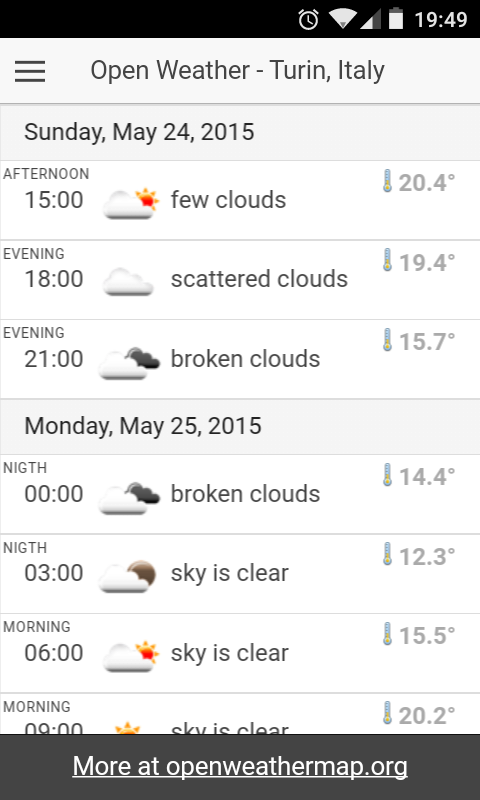 19:49
Open Weather - Turin, Italy
Sunday, May 24, 2015
AFTERNOON
15:00 few clouds 20.4°
EVENING
18:00 scattered clouds 19.4°
EVENING
21:00 broken clouds 15.7°
Monday, May 25, 2015
NIGTH
00:00 broken clouds 14.4°
NIGTH
03:00 sky is clear 12.3°
MORNING
06:00 sky is clear 15.5°
MORNING
09:00 sky is clear 20.2°
More at openweathermap.org